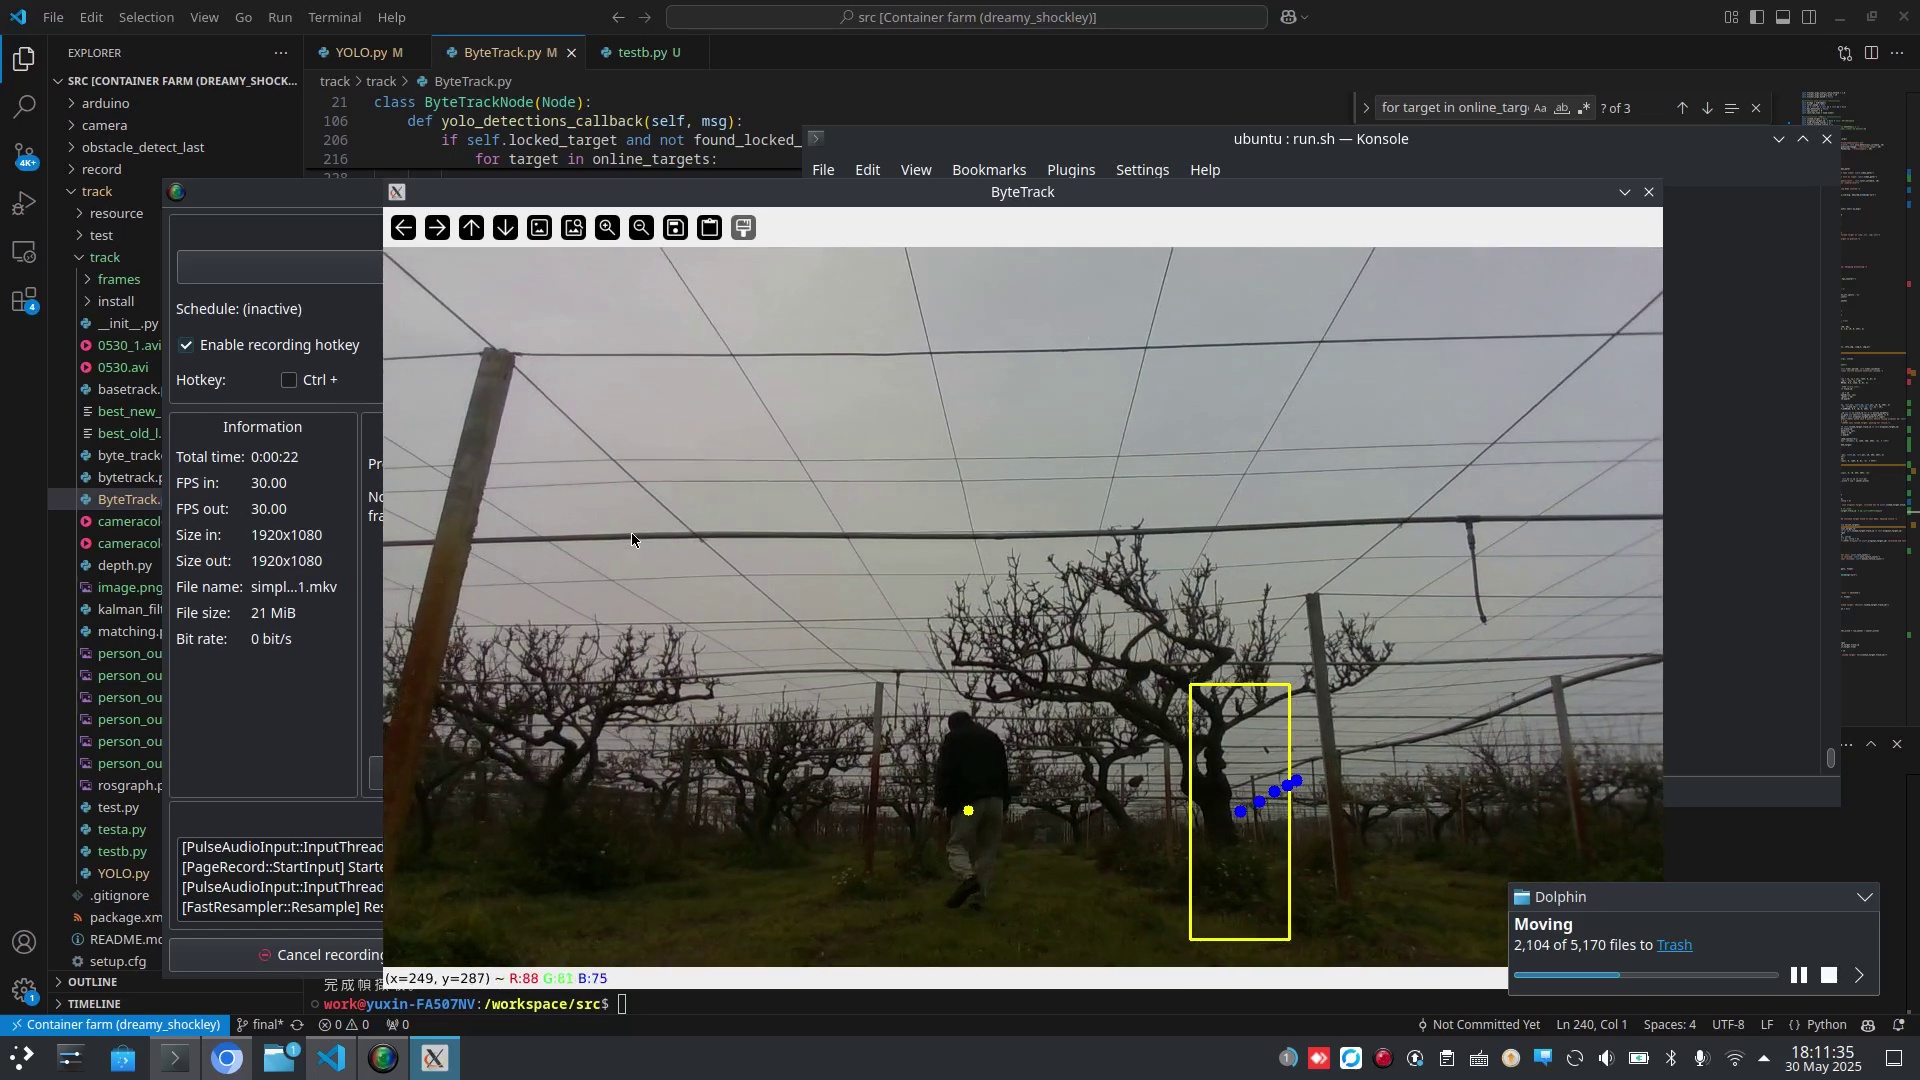 File Edit Selection View Go Run Terminal Help
src [Container farm (dreamy_shockley)]
EXPLORER
SRC [CONTAINER FARM (DREAMY_SHOCK...
arduino
camera
obstacle_detect_last
record
track
resource
test
track
frames
install
__init__.py
0530_1.avi
0530.avi
basetrack.
best_new_
best_old_l.
byte_track
bytetrack.p
ByteTrack.
cameracol
cameracol
depth.py
image.png
kalman_filt
matching.p
person_ou
person_ou
person_ou
person_ou
person_ou
person_ou
rosgraph.p
test.py
testa.py
testb.py
YOLO.py
.gitignore
package.xm
README.md
setup.cfg
OUTLINE
TIMELINE
4K+
4
1
YOLO.py M
ByteTrack.py M
testb.py U
track > track > ByteTrack.py
21 class ByteTrackNode(Node):
106 def yolo_detections_callback(self, msg):
206 if self.locked_target and not found_locked_
216 for target in online_targets:
for target in online_targ Aa ab ? of 3
ubuntu : run.sh — Konsole
File Edit View Bookmarks Plugins Settings Help
ByteTrack
Schedule: (inactive)
Enable recording hotkey
Hotkey: Ctrl +
Information
Total time: 0:00:22
FPS in: 30.00
FPS out: 30.00
Size in: 1920x1080
Size out: 1920x1080
File name: simpl...1.mkv
File size: 21 MiB
Bit rate: 0 bit/s
Pr
No
fra
[PulseAudioInput::InputThread
[PageRecord::StartInput] Starte
[PulseAudioInput::InputThread
[FastResampler::Resample] Res
Cancel recording
(x=249, y=287) ~ R:88 G:81 B:75
work@yuxin-FA507NV:/workspace/src$
Dolphin
Moving
2,104 of 5,170 files to Trash
Container farm (dreamy_shockley) final* 0 0 0
Not Committed Yet Ln 240, Col 1 Spaces: 4 UTF-8 LF {} Python
1
1
18:11:35
30 May 2025